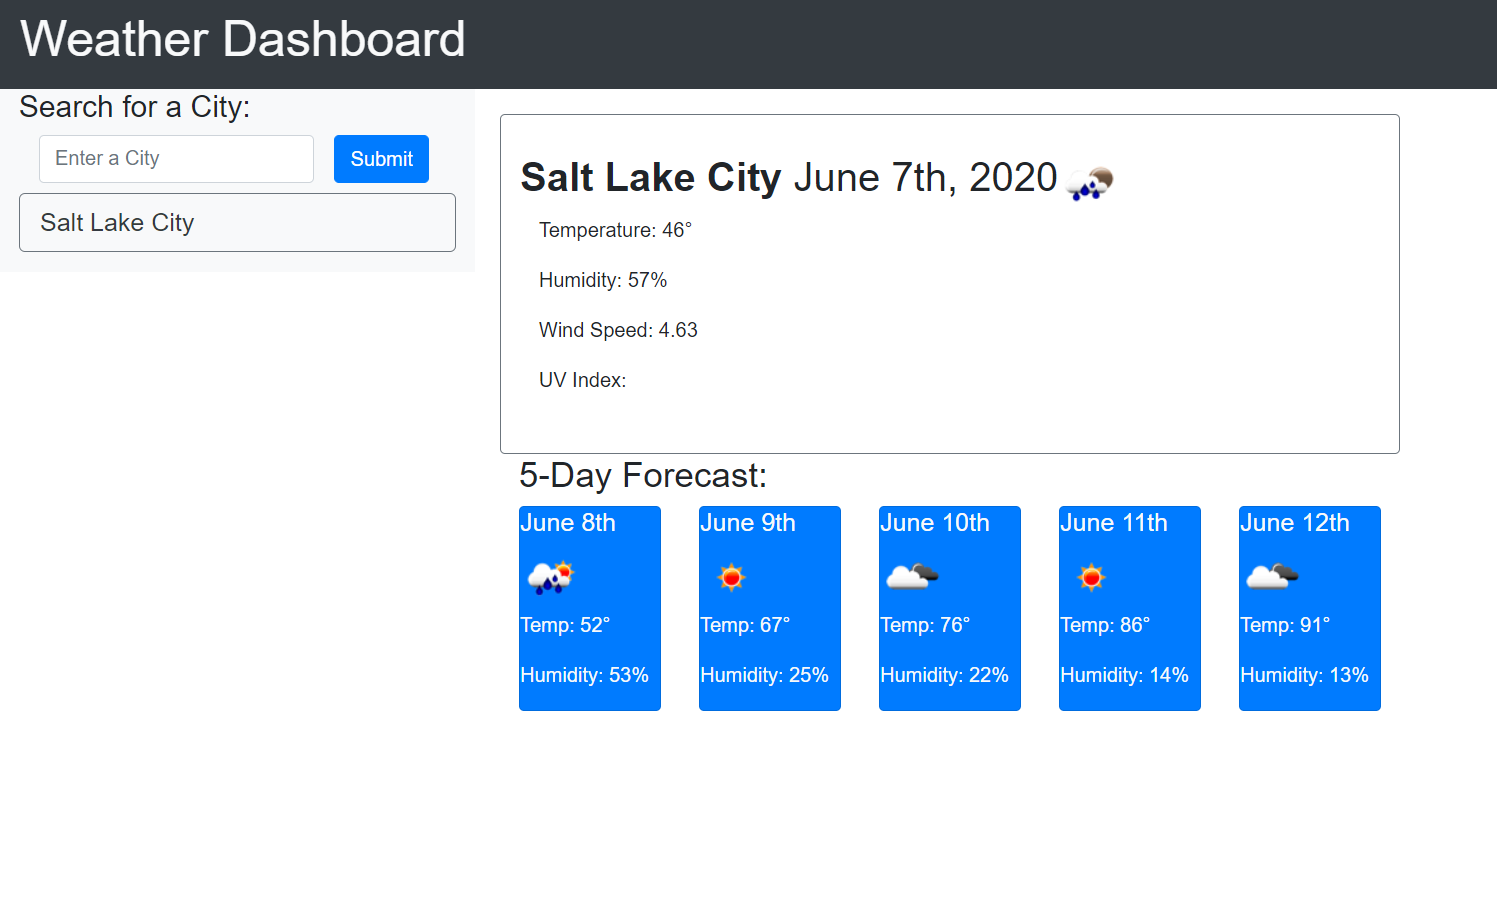 Weather Dashboard
Search for a City:
Enter a City
Submit
Salt Lake City
Salt Lake City June 7th, 2020
Temperature: 46°
Humidity: 57%
Wind Speed: 4.63
UV Index:
5-Day Forecast:
June 8th
Temp: 52°
Humidity: 53%
June 9th
Temp: 67°
Humidity: 25%
June 10th
Temp: 76°
Humidity: 22%
June 11th
Temp: 86°
Humidity: 14%
June 12th
Temp: 91°
Humidity: 13%